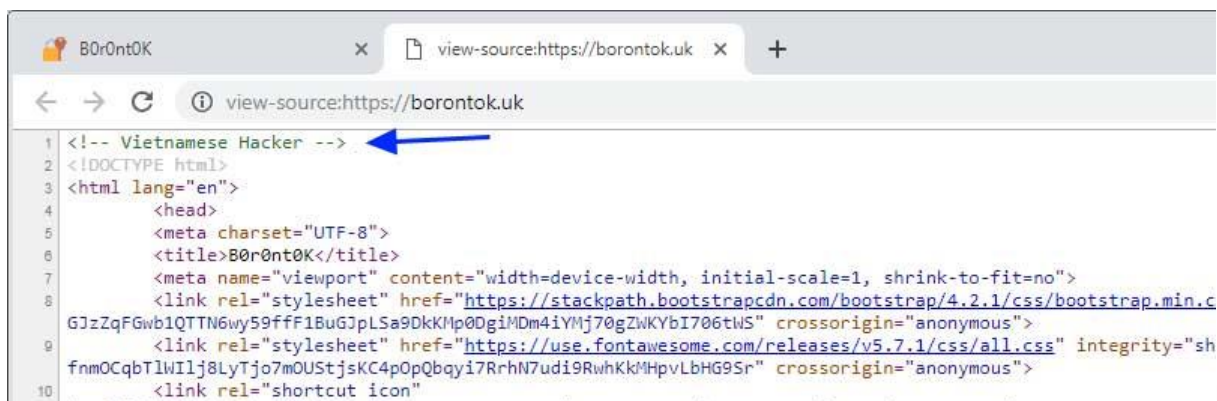 B0r0nt0K
view-source:https://borontok.uk
view-source:https://borontok.uk
1 <!-- Vietnamese Hacker -->
2 <!DOCTYPE html>
3 <html lang="en">
4 <head>
5 <meta charset="UTF-8">
6 <title>B0r0nt0K</title>
7 <meta name="viewport" content="width=device-width, initial-scale=1, shrink-to-fit=no">
8 <link rel="stylesheet" href="https://stackpath.bootstrapcdn.com/bootstrap/4.2.1/css/bootstrap.min.c
GJzZqFGwb1QTTN6wy59ffF1BuGJpLSa9DkKMp0DgiMDm4iYMj70gZWKYbI706tWS" crossorigin="anonymous">
9 <link rel="stylesheet" href="https://use.fontawesome.com/releases/v5.7.1/css/all.css" integrity="sh
fnmOCqbTlWIlj8LyTjo7mOUStjsKC4pOpQbqyi7RrhN7udi9RwhKkMHpvLbHG9Sr" crossorigin="anonymous">
10 <link rel="shortcut icon"